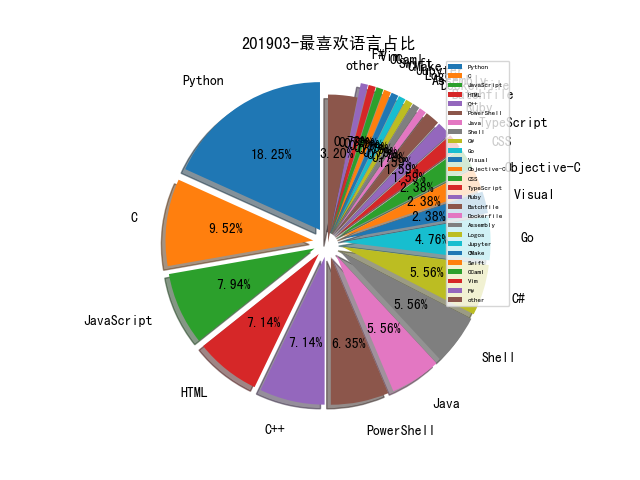 201903-最喜欢语言占比
Python
18.25%
C
9.52%
JavaScript
7.94%
HTML
7.14%
C++
7.14%
PowerShell
6.35%
Java
5.56%
Shell
5.56%
C#
5.56%
Go
4.76%
Visual
2.38%
Objective-C
2.38%
CSS
2.38%
TypeScript
1.59%
other
3.20%
Python
C
JavaScript
HTML
C++
PowerShell
Java
Shell
C#
Go
Visual
Objective-C
CSS
TypeScript
Ruby
Batchfile
Dockerfile
Assembly
Logos
Jupyter
CMake
Swift
OCaml
Vim
F#
other